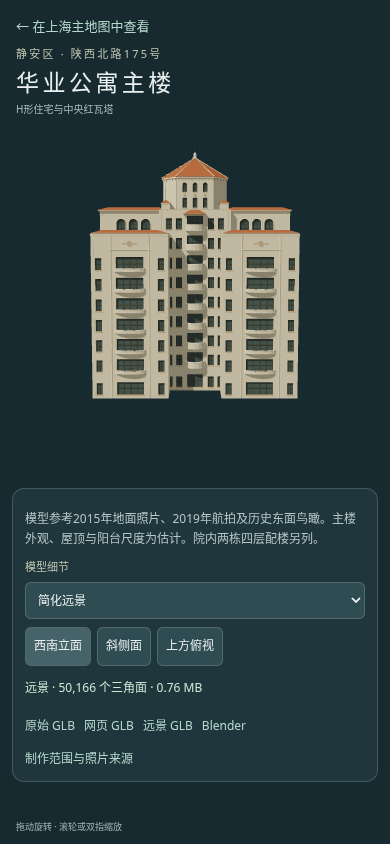 ← 在上海主地图中查看
静安区 · 陕西北路175号
华业公寓主楼
H形住宅与中央红瓦塔
模型参考2015年地面照片、2019年航拍及历史东面鸟瞰。主楼
外观、屋顶与阳台尺度为估计。院内两栋四层配楼另列。
模型细节
简化远景
西南立面 斜侧面 上方俯视
远景 · 50,166 个三角面 · 0.76 MB
原始 GLB 网页 GLB 远景 GLB Blender
制作范围与照片来源
拖动旋转 · 滚轮或双指缩放